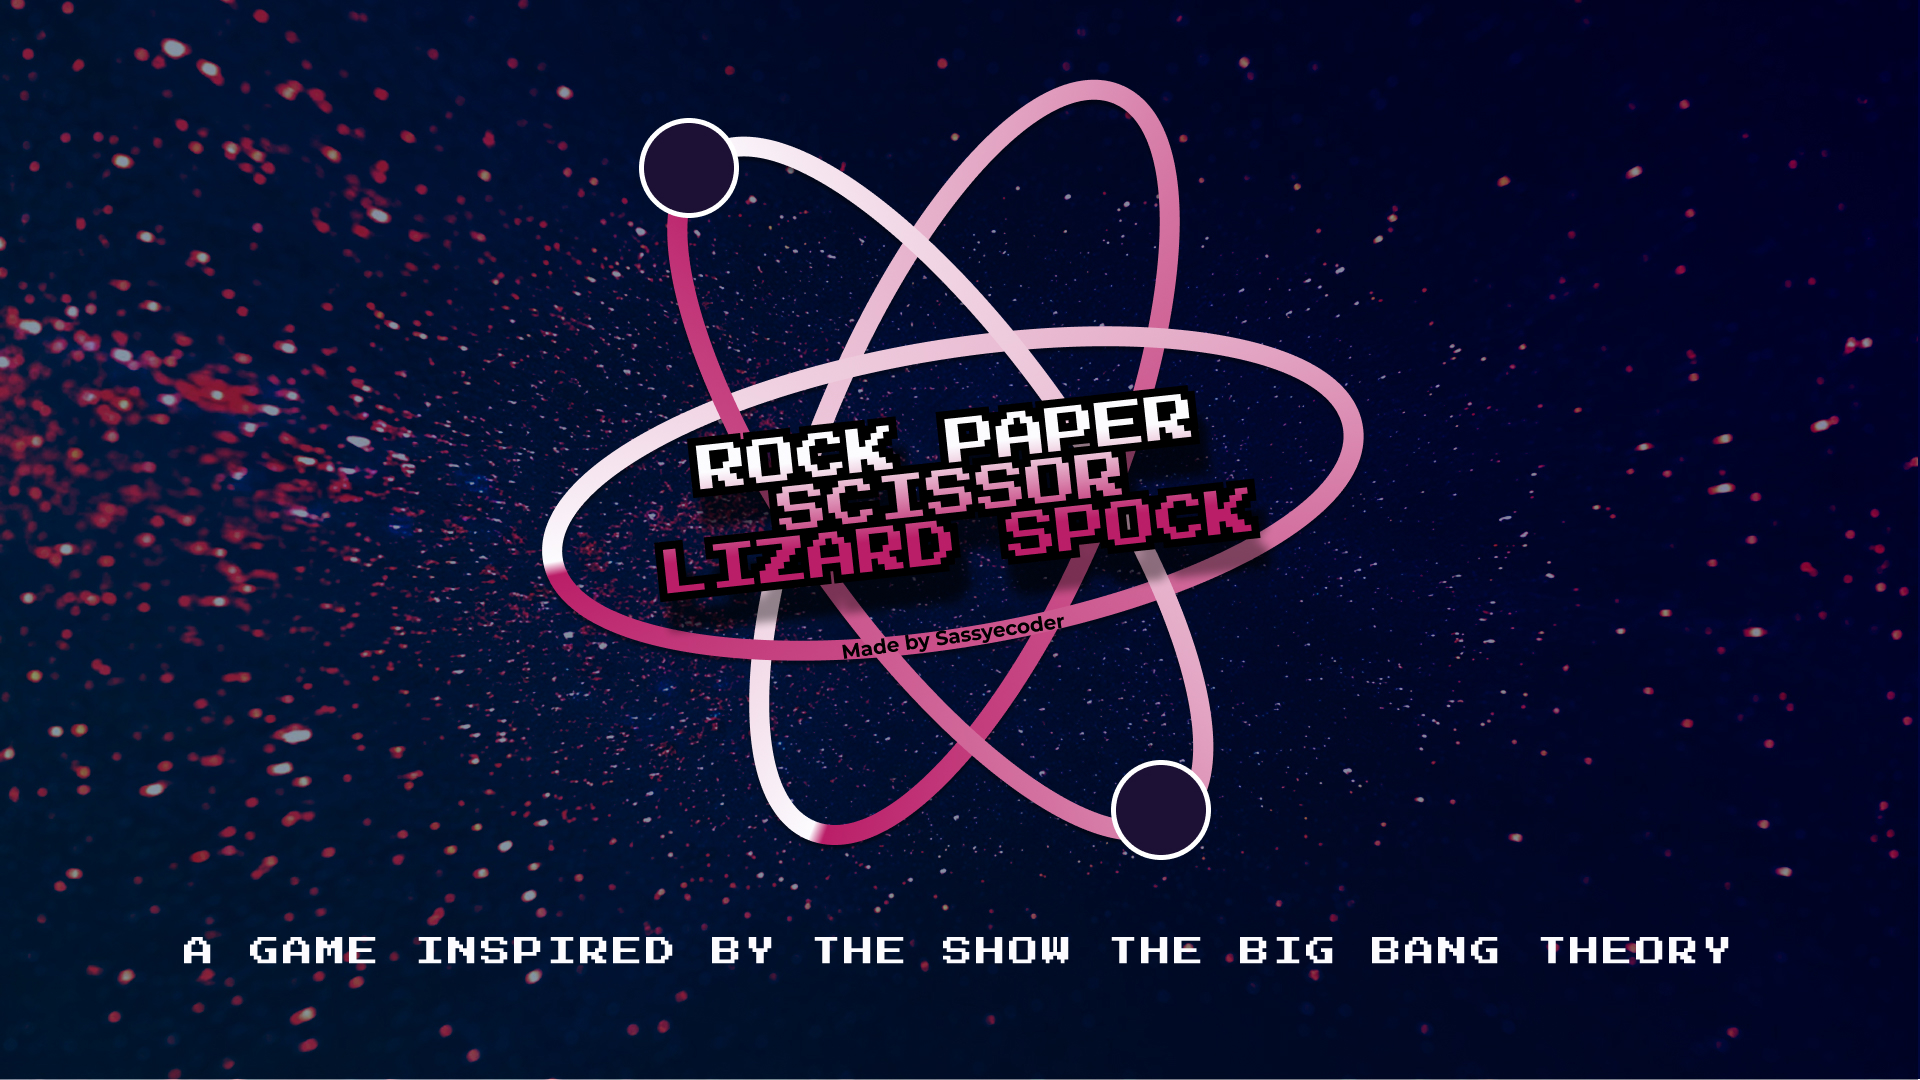 ROCK PAPER
SCISSOR
LIZARD SPOCK
Made by Sassyecoder
A GAME INSPIRED BY THE SHOW THE BIG BANG THEORY